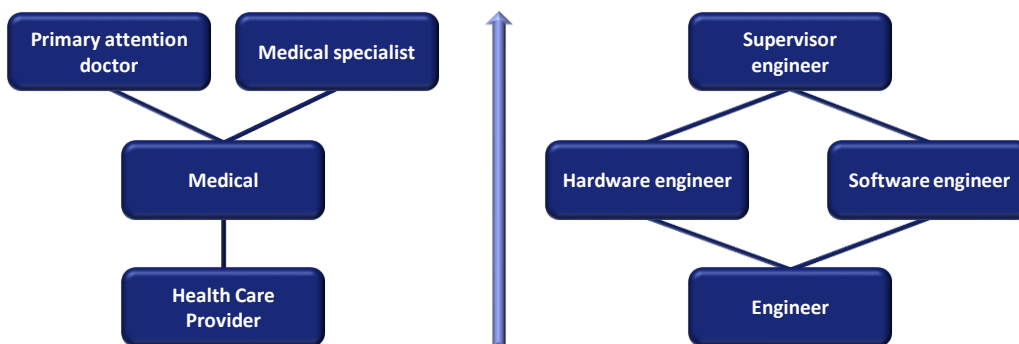 Primary attention
doctor
Medical specialist
Medical
Health Care
Provider
Supervisor
engineer
Hardware engineer
Software engineer
Engineer